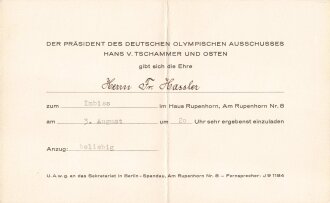 DER PRÄSIDENT DES DEUTSCHEN OLYMPISCHEN AUSSCHUSSES
HANS V. TSCHAMMER UND OSTEN
gibt sich die Ehre
Herrn Fr. Hassler
zum Imbiss im Haus Rupenhorn, Am Rupenhorn Nr. 8
am 3. August um 20 Uhr sehr ergebenst einzuladen
Anzug: beliebig
U. A. w. g. an das Sekretariat in Berlin - Spandau, Am Rupenhorn Nr. 8 - Fernsprecher: J 9 1184